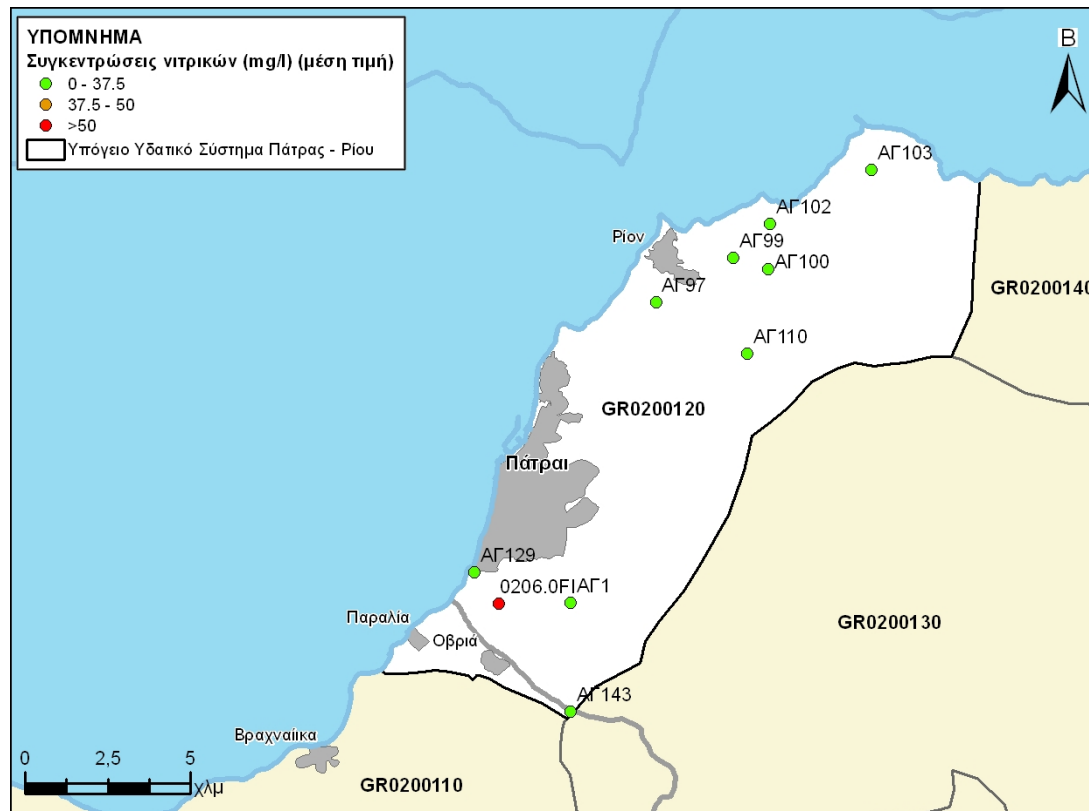 ΥΠΟΜΝΗΜΑ
Συγκεντρώσεις νιτρικών (mg/l) (μέση τιμή)
0 - 37.5
37.5 - 50
>50
Υπόγειο Υδατικό Σύστημα Πάτρας - Ρίου
Β
ΑΓ103
ΑΓ102
Ρίον
ΑΓ99
ΑΓ100
GR0200140
ΑΓ97
ΑΓ110
GR0200120
Πάτραι
ΑΓ129
0206.0FIΑΓ1
Παραλία
Οβριά
GR0200130
ΑΓ143
Βραχναίικα
0 2,5 5
χλμ
GR0200110